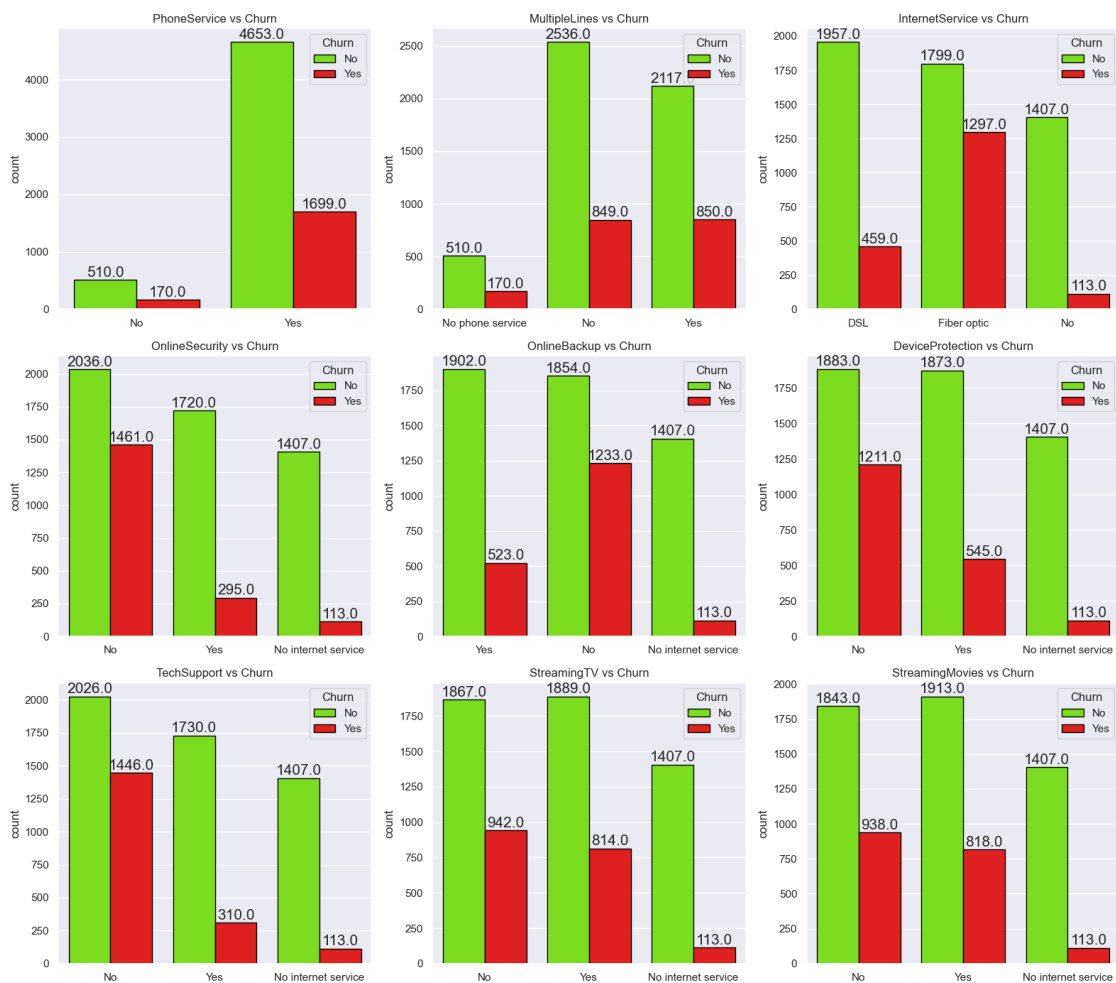 PhoneService vs Churn
4653.0
Churn
No
Yes
4000
3000
count
2000
1699.0
1000
510.0
170.0
0
No Yes
MultipleLines vs Churn
2536.0
Churn
No
Yes
2500
2117.0
2000
count
1500
1000
849.0 850.0
510.0
500
170.0
0
No phone service No Yes
InternetService vs Churn
1957.0
Churn
No
Yes
2000
1799.0
1750
1500
1407.0
1297.0
1250
count
1000
750
500
459.0
250
113.0
0
DSL Fiber optic No
OnlineSecurity vs Churn
2036.0
Churn
No
Yes
2000
1720.0
1750
1461.0
1500
1407.0
1250
count
1000
750
500
295.0
250
113.0
0
No Yes No internet service
OnlineBackup vs Churn
1902.0 1854.0
Churn
No
Yes
1750
1500
1407.0
1250
1233.0
count
1000
750
523.0
500
250
113.0
0
Yes No No internet service
DeviceProtection vs Churn
1883.0 1873.0
Churn
No
Yes
1750
1500
1407.0
1250
1211.0
count
1000
750
545.0
500
250
113.0
0
No Yes No internet service
TechSupport vs Churn
2026.0
Churn
No
Yes
2000
1730.0
1750
1500
1446.0
1407.0
1250
count
1000
750
500
310.0
250
113.0
0
No Yes No internet service
StreamingTV vs Churn
1867.0 1889.0
Churn
No
Yes
1750
1500
1407.0
1250
count
1000
942.0
814.0
750
500
250
113.0
0
No Yes No internet service
StreamingMovies vs Churn
1843.0 1913.0
Churn
No
Yes
2000
1750
1500
1407.0
1250
count
1000
938.0
818.0
750
500
250
113.0
0
No Yes No internet service